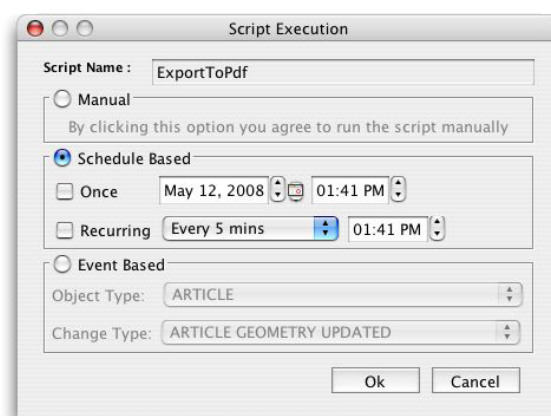 Script Execution
Script Name : ExportToPdf
Manual
By clicking this option you agree to run the script manually
Schedule Based
Once May 12, 2008 01:41 PM
Recurring Every 5 mins 01:41 PM
Event Based
Object Type: ARTICLE
Change Type: ARTICLE GEOMETRY UPDATED
Ok Cancel